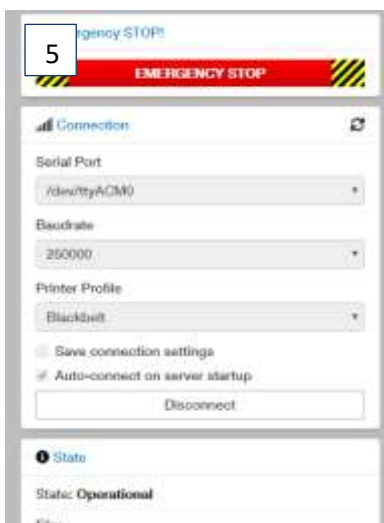 5
rgency STOP!
EMERGENCY STOP
Connection
Serial Port
/dev/ttyACM0
Baudrate
250000
Printer Profile
Blackbelt
Save connection settings
Auto-connect on server startup
Disconnect
State
State: Operational